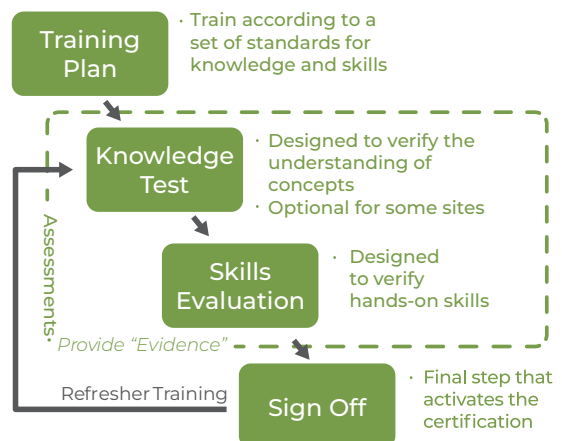 Training
Plan
· Train according to a
set of standards for
knowledge and skills
Knowledge
Test
· Designed to verify the
understanding of
concepts
· Optional for some sites
Assessments
Skills
Evaluation
· Designed
to verify
hands-on skills
· Provide “Evidence”
Refresher Training
Sign Off
· Final step that
activates the
certification